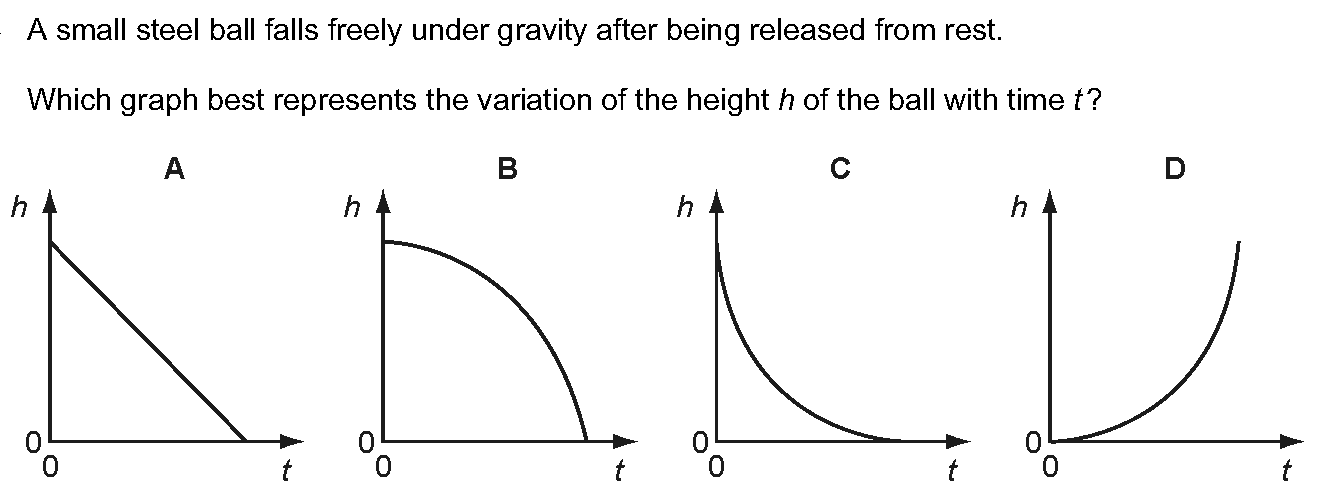 A small steel ball falls freely under gravity after being released from rest.
Which graph best represents the variation of the height h of the ball with time t?
A B C D
h h h h
0 0 0 0
0 t 0 t 0 t 0 t